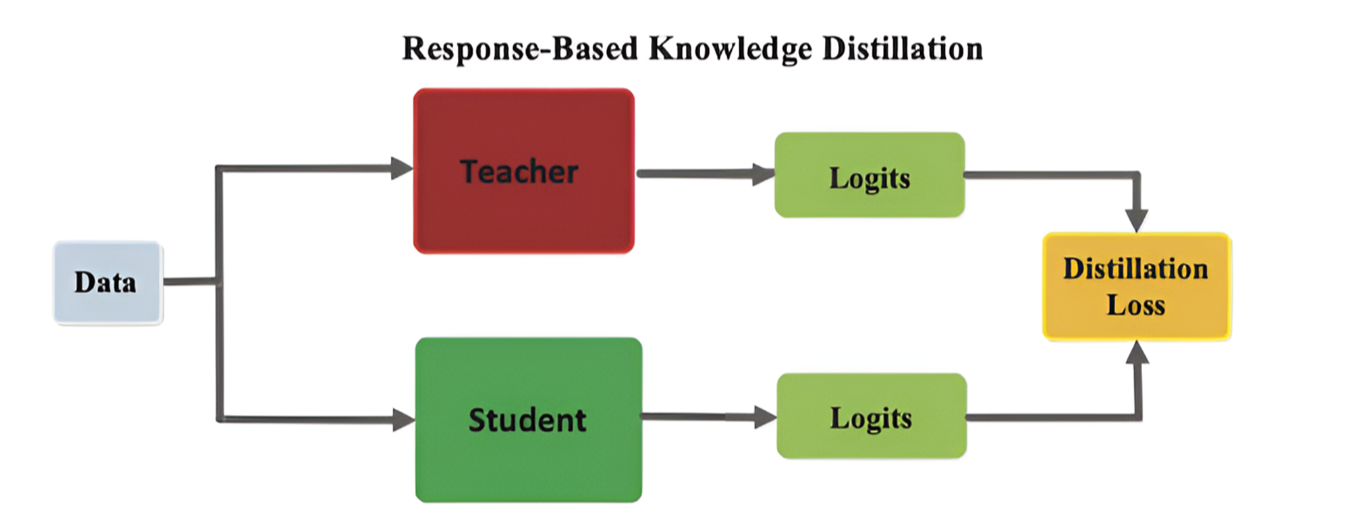 Response-Based Knowledge Distillation
Teacher
Logits
Data
Distillation
Loss
Student
Logits